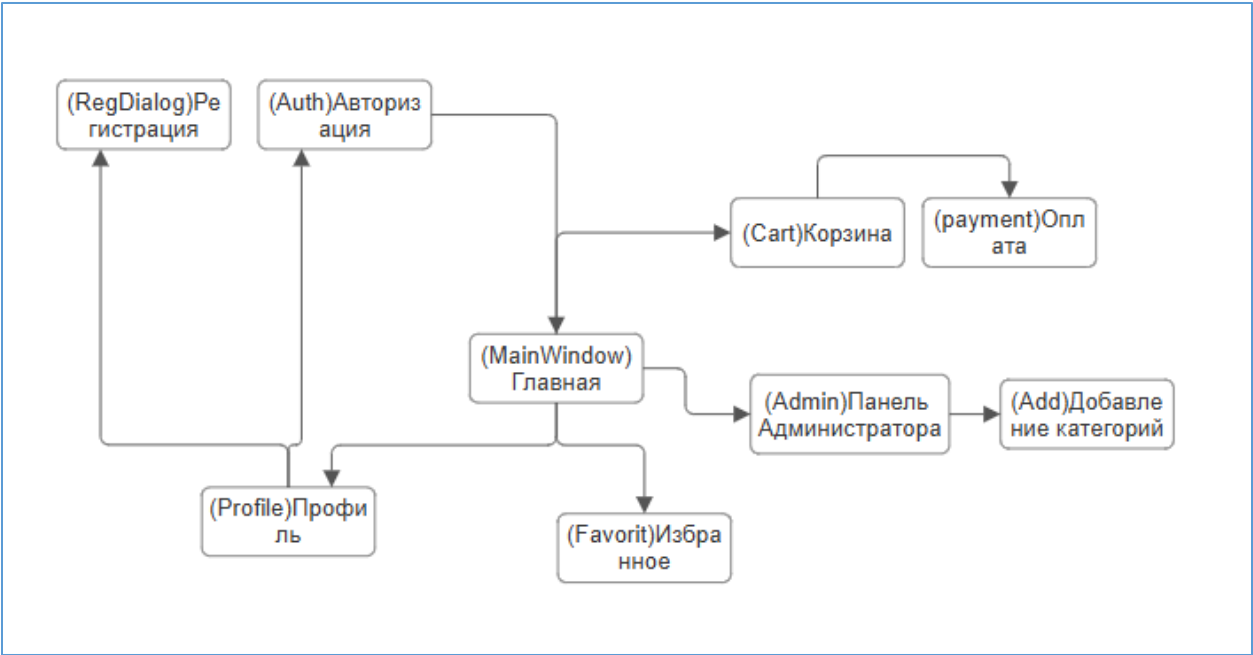 (RegDialog)Ре
гистрация
(Auth)Авториз
ация
(Cart)Корзина
(payment)Опл
ата
(MainWindow)
Главная
(Admin)Панель
Администратора
(Add)Добавле
ние категорий
(Profile)Профи
ль
(Favorit)Избра
нное